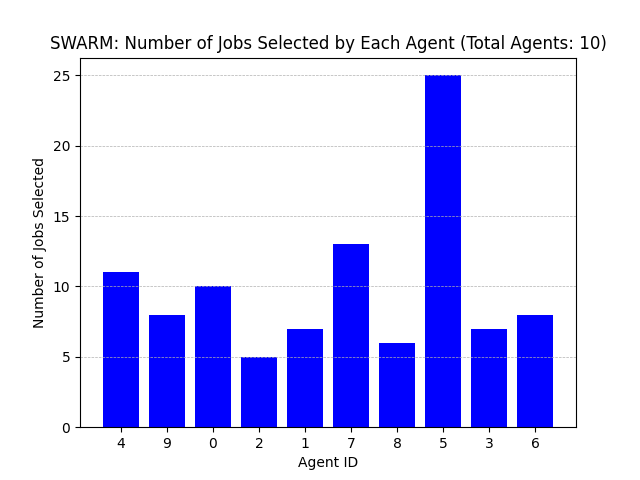 SWARM: Number of Jobs Selected by Each Agent (Total Agents: 10)
25
20
15
10
5
0
Number of Jobs Selected
4 9 0 2 1 7 8 5 3 6
Agent ID